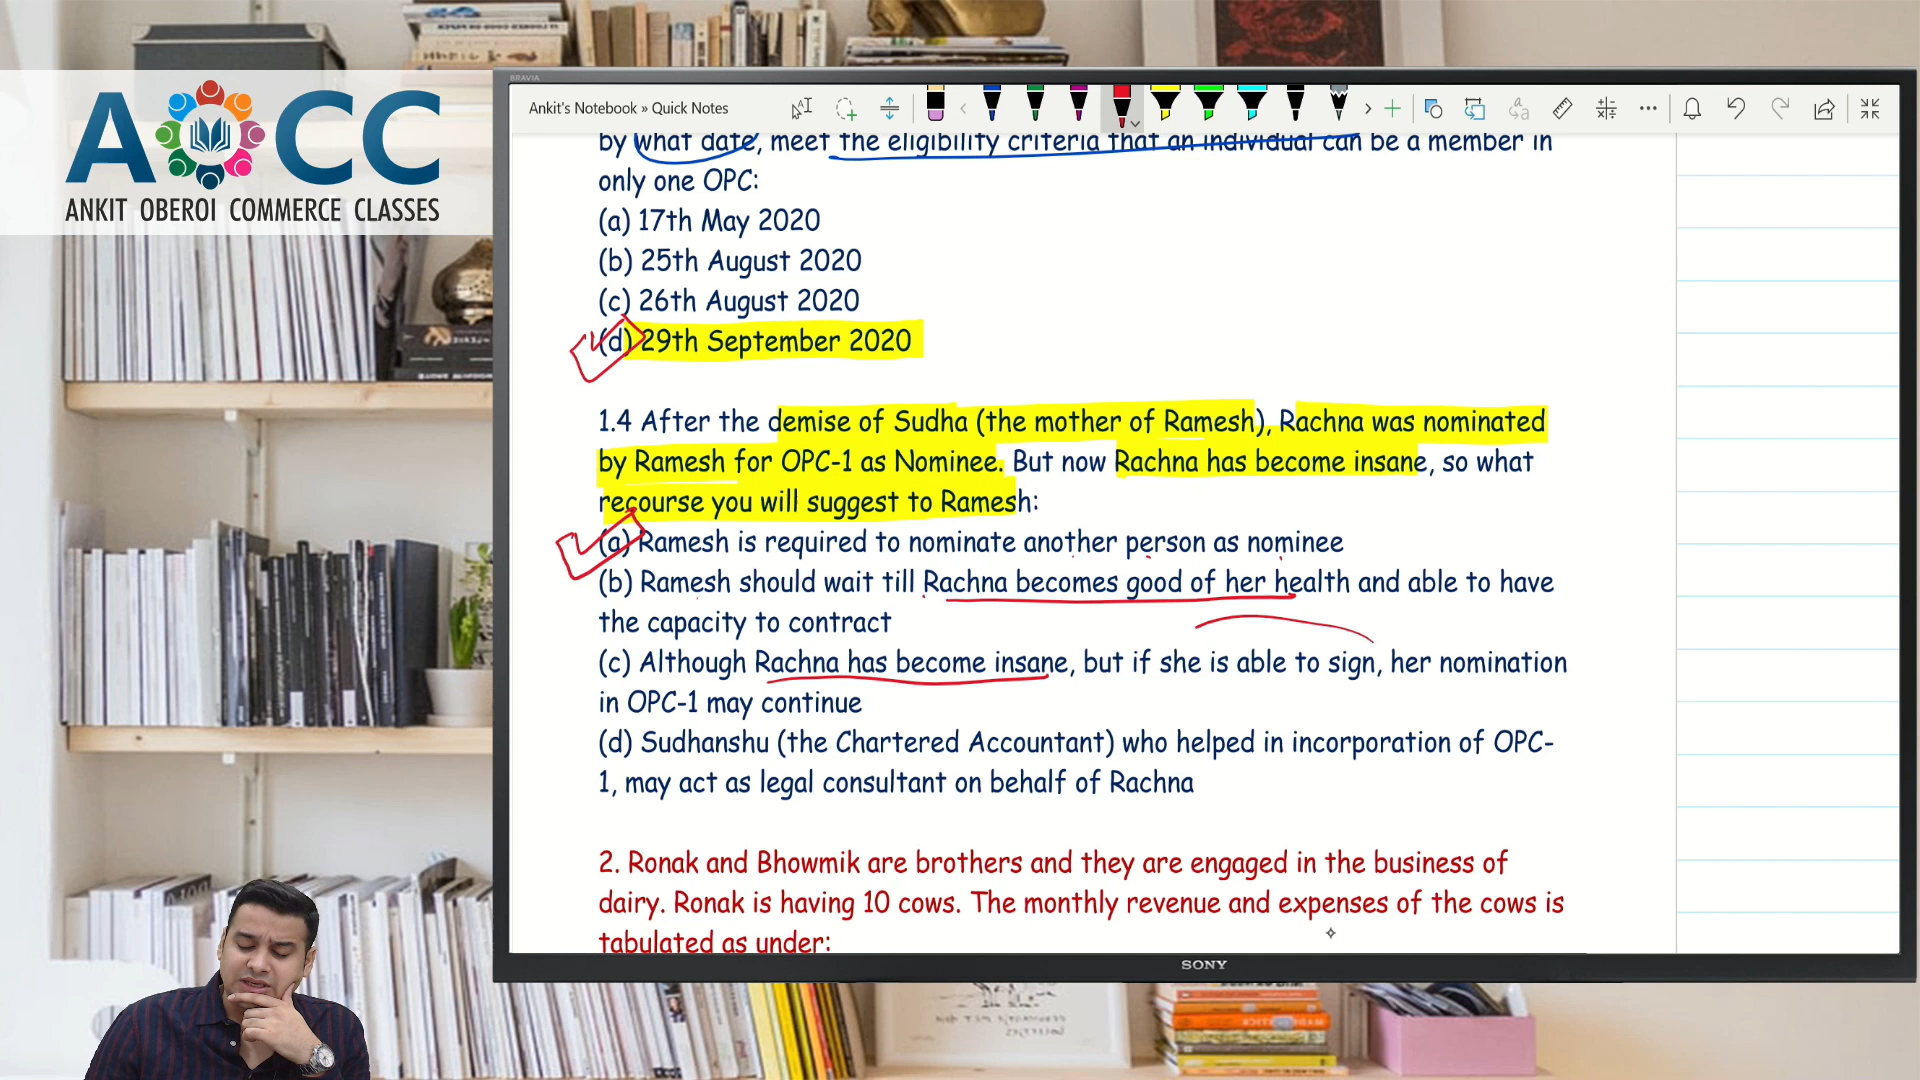 AOCC
ANKIT OBEROI COMMERCE CLASSES
BRAVIA
Ankit's Notebook » Quick Notes
by what date, meet the eligibility criteria that an individual can be a member in
only one OPC:
(a) 17th May 2020
(b) 25th August 2020
(c) 26th August 2020
(d) 29th September 2020
1.4 After the demise of Sudha (the mother of Ramesh), Rachna was nominated
by Ramesh for OPC-1 as Nominee. But now Rachna has become insane, so what
recourse you will suggest to Ramesh:
(a) Ramesh is required to nominate another person as nominee
(b) Ramesh should wait till Rachna becomes good of her health and able to have
the capacity to contract
(c) Although Rachna has become insane, but if she is able to sign, her nomination
in OPC-1 may continue
(d) Sudhanshu (the Chartered Accountant) who helped in incorporation of OPC-
1, may act as legal consultant on behalf of Rachna
2. Ronak and Bhowmik are brothers and they are engaged in the business of
dairy. Ronak is having 10 cows. The monthly revenue and expenses of the cows is
tabulated as under:
SONY